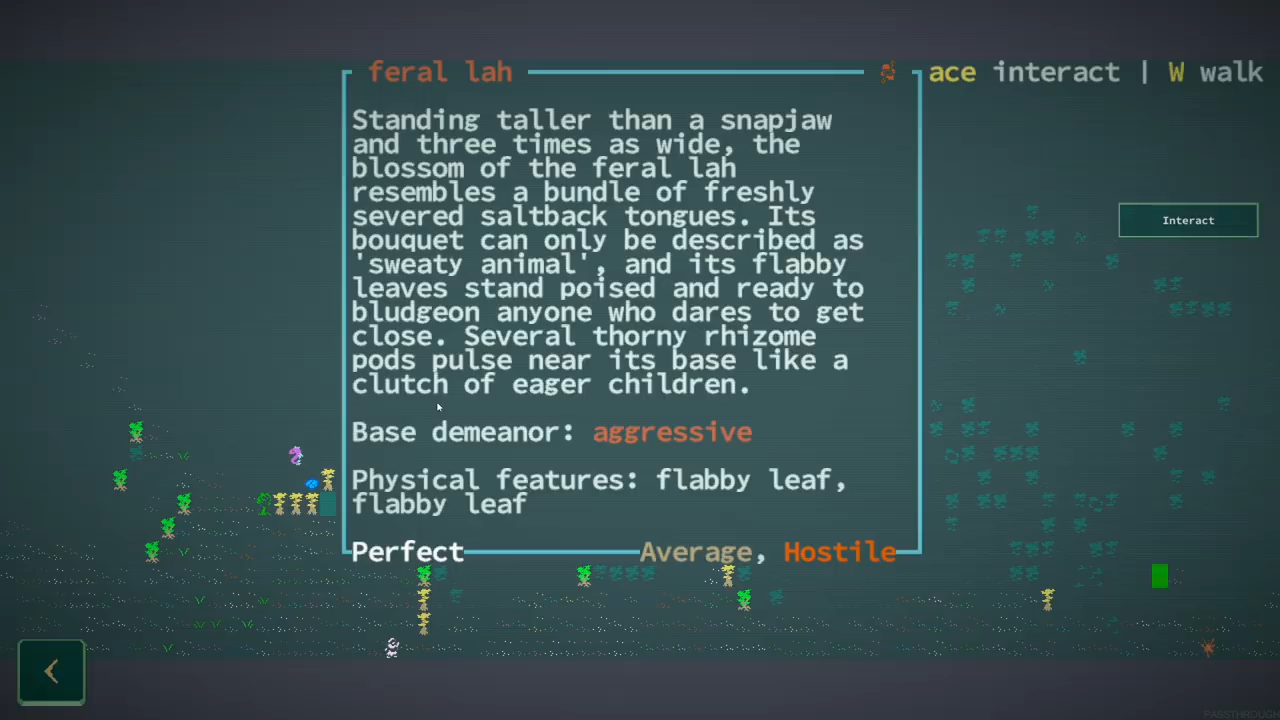 feral lah
ace interact | W walk
Standing taller than a snapjaw
and three times as wide, the
blossom of the feral lah
resembles a bundle of freshly
severed saltback tongues. Its
bouquet can only be described as
'sweaty animal', and its flabby
leaves stand poised and ready to
bludgeon anyone who dares to get
close. Several thorny rhizome
pods pulse near its base like a
clutch of eager children.
Interact
Base demeanor: aggressive
Physical features: flabby leaf,
flabby leaf
Perfect
Average, Hostile
PASSTHROUGH